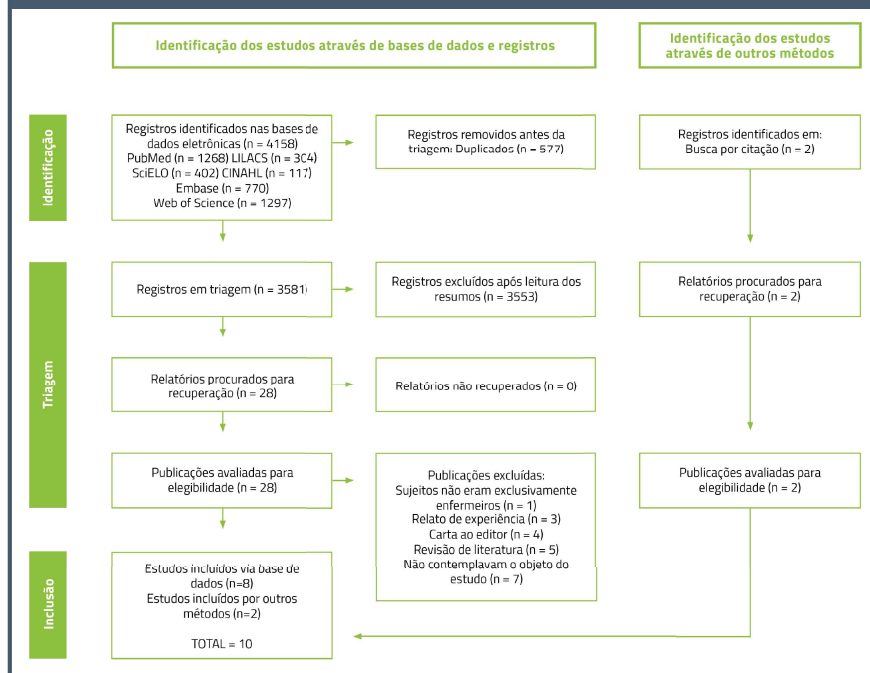 Identificação dos estudos através de bases de dados e registros
Identificação dos estudos
através de outros métodos
Identificação
Registros identificados nas bases de
dados eletrônicas (n = 4158)
PubMed (n = 1268) LILACS (n = 304)
SciELO (n = 402) CINAHL (n = 117)
Embase (n = 770)
Web of Science (n = 1297)
Registros removidos antes da
triagem: Duplicados (n = 577)
Registros identificados em:
Busca por citação (n = 2)
Triagem
Registros em triagem (n = 3581)
Registros excluídos após leitura dos
resumos (n = 3553)
Relatórios procurados para
recuperação (n = 2)
Relatórios procurados para
recuperação (n = 28)
Relatórios não recuperados (n = 0)
Publicações avaliadas para
elegibilidade (n = 28)
Publicações excluídas:
Sujeitos não eram exclusivamente
enfermeiros (n = 1)
Relato de experiência (n = 3)
Carta ao editor (n = 4)
Revisão de literatura (n = 5)
Não contemplavam o objeto do
estudo (n = 7)
Publicações avaliadas para
elegibilidade (n = 2)
Inclusão
Estudos incluídos via base de
dados (n=8)
Estudos incluídos por outros
métodos (n=2)
TOTAL = 10